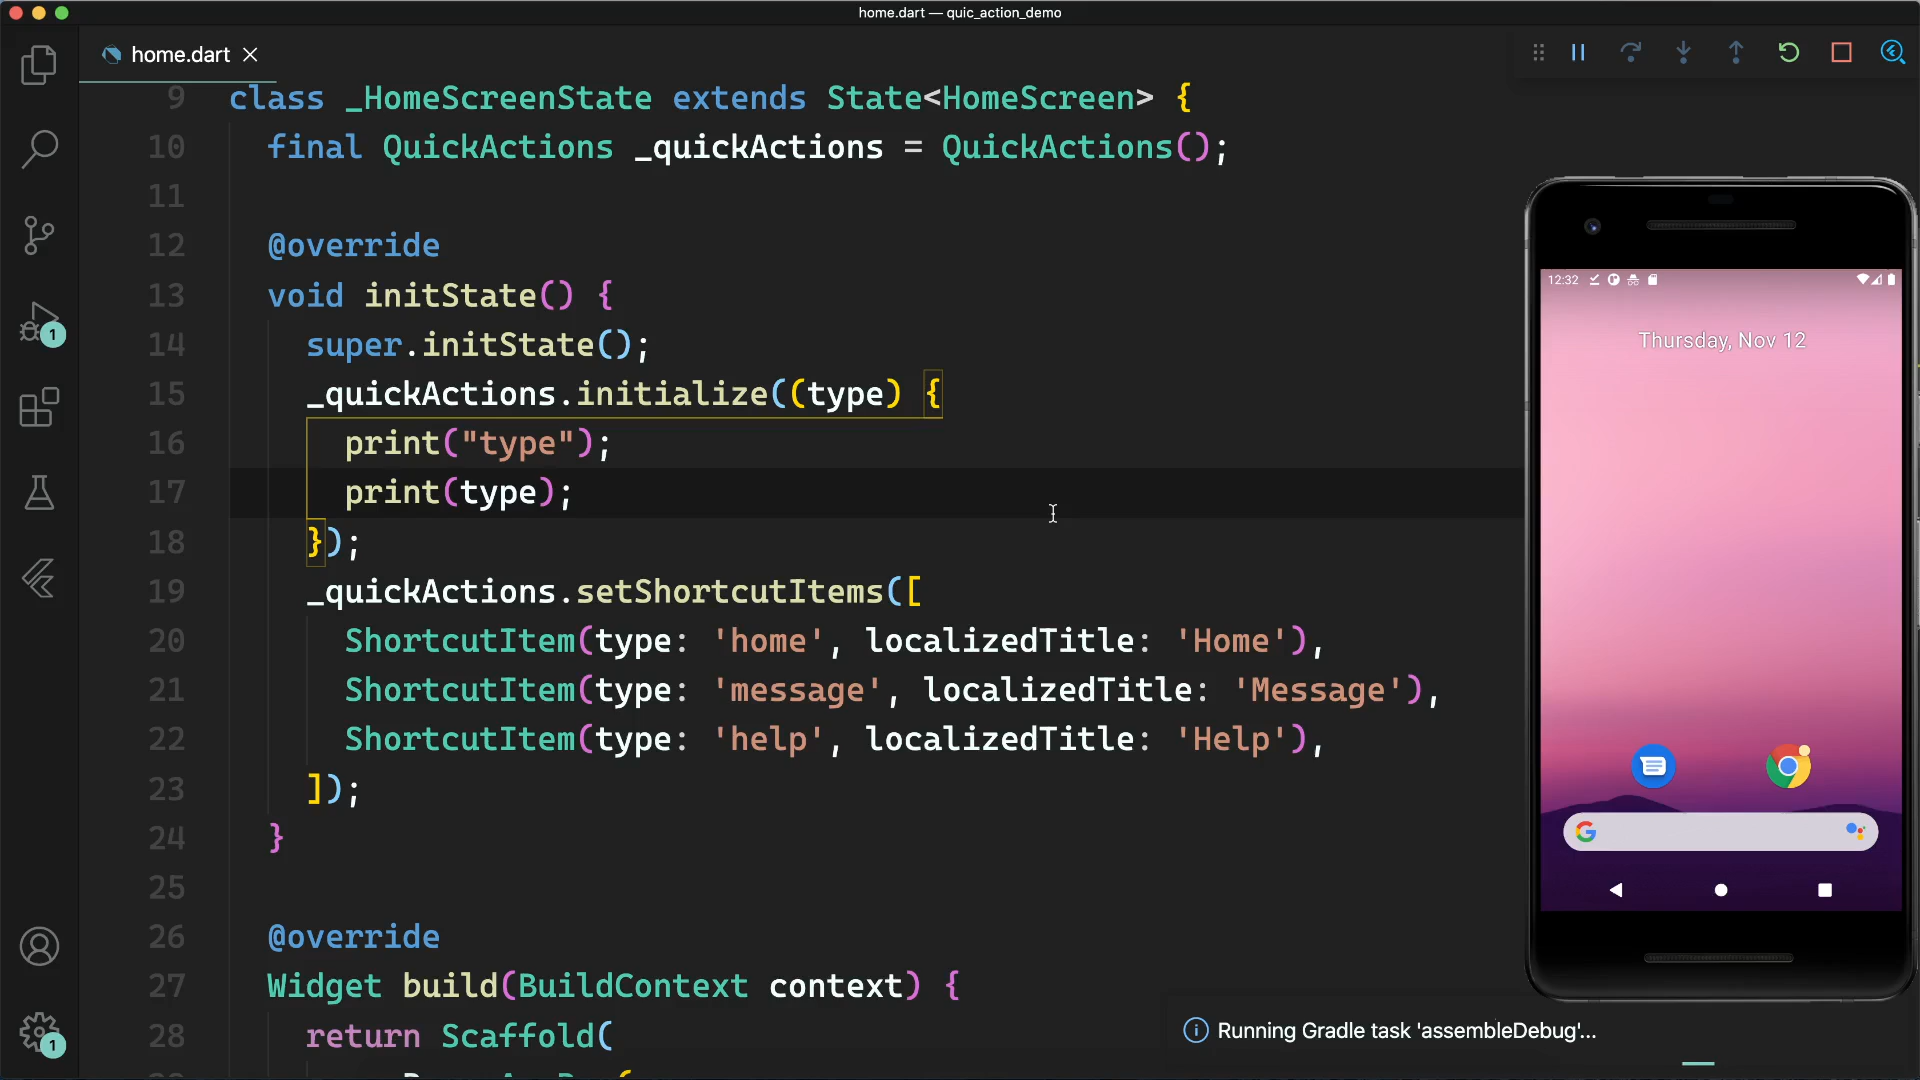 home.dart — quic_action_demo
home.dart
9 class _HomeScreenState extends State<HomeScreen> {
10 final QuickActions _quickActions = QuickActions();
11
12 @override
13 void initState() {
14 super.initState();
15 _quickActions.initialize((type) {
16 print("type");
17 print(type);
18 });
19 _quickActions.setShortcutItems([
20 ShortcutItem(type: 'home', localizedTitle: 'Home'),
21 ShortcutItem(type: 'message', localizedTitle: 'Message'),
22 ShortcutItem(type: 'help', localizedTitle: 'Help'),
23 ]);
24 }
25
26 @override
27 Widget build(BuildContext context) {
28 return Scaffold(
1
1
12:32
Thursday, Nov 12
G
Running Gradle task 'assembleDebug'...